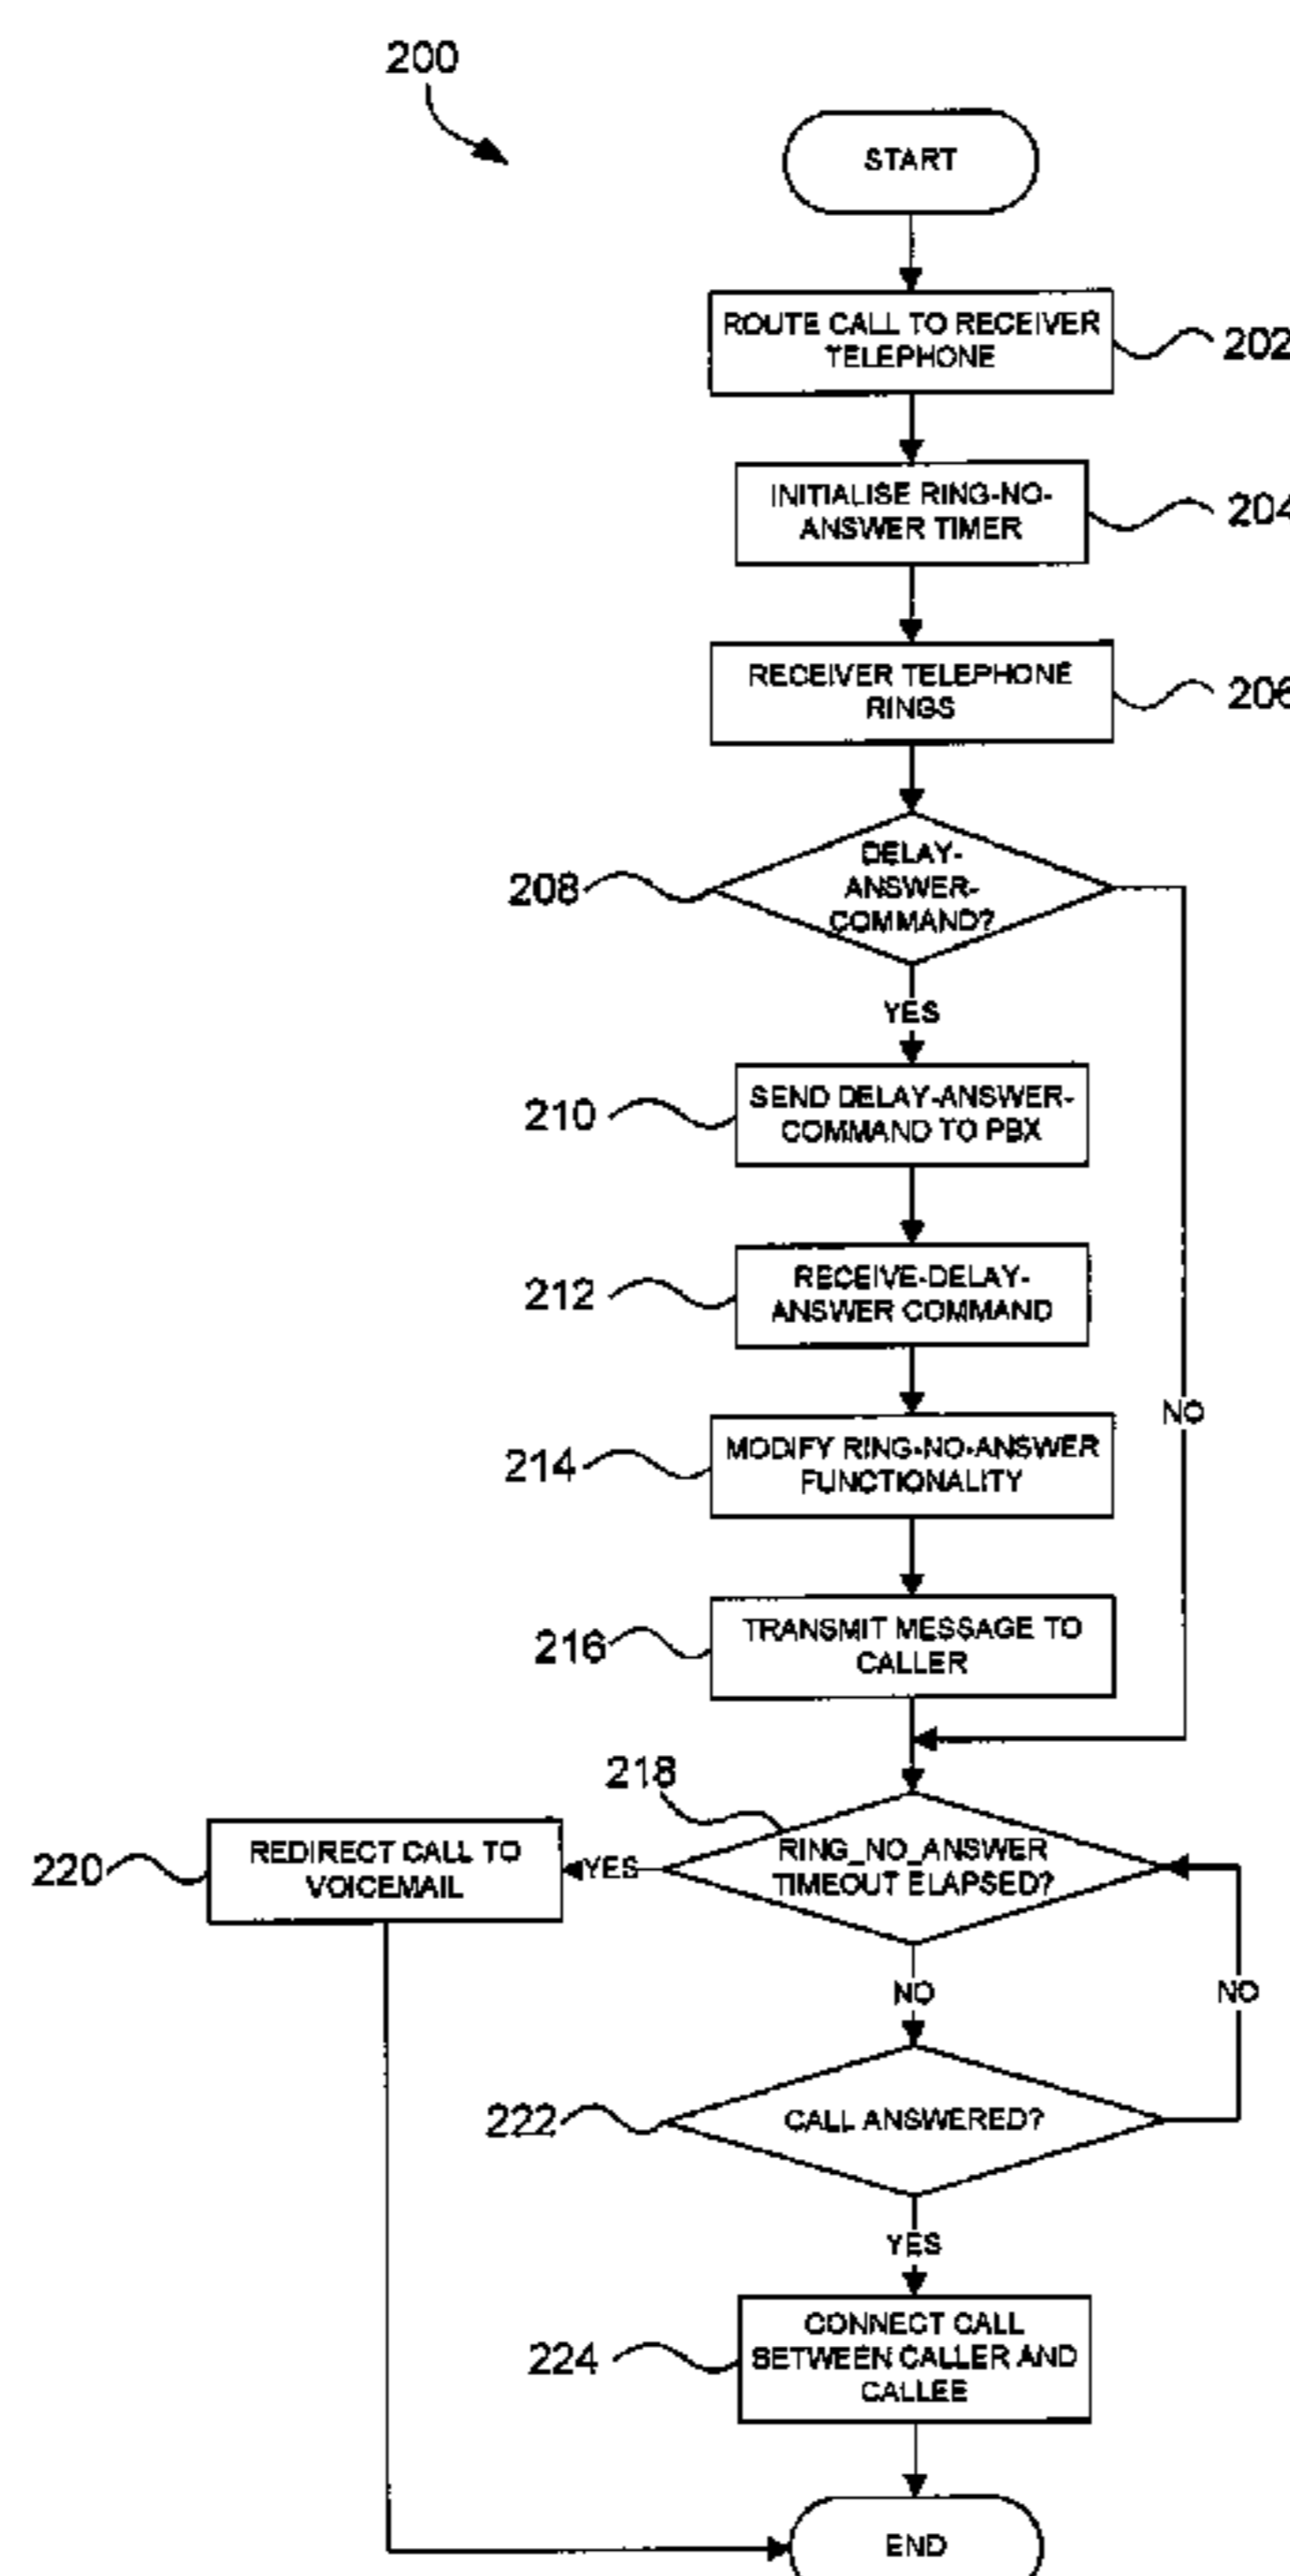 200
START
ROUTE CALL TO RECEIVER
TELEPHONE
202
INITIALISE RING-NO-
ANSWER TIMER
204
RECEIVER TELEPHONE
RINGS
206
DELAY-
ANSWER-
COMMAND?
208
YES
SEND DELAY-ANSWER-
COMMAND TO PBX
210
RECEIVE-DELAY-
ANSWER COMMAND
212
NO
MODIFY RING-NO-ANSWER
FUNCTIONALITY
214
TRANSMIT MESSAGE TO
CALLER
216
218
RING_NO_ANSWER
TIMEOUT ELAPSED?
YES
REDIRECT CALL TO
VOICEMAIL
220
NO
NO
CALL ANSWERED?
222
YES
CONNECT CALL
BETWEEN CALLER AND
CALLEE
224
END